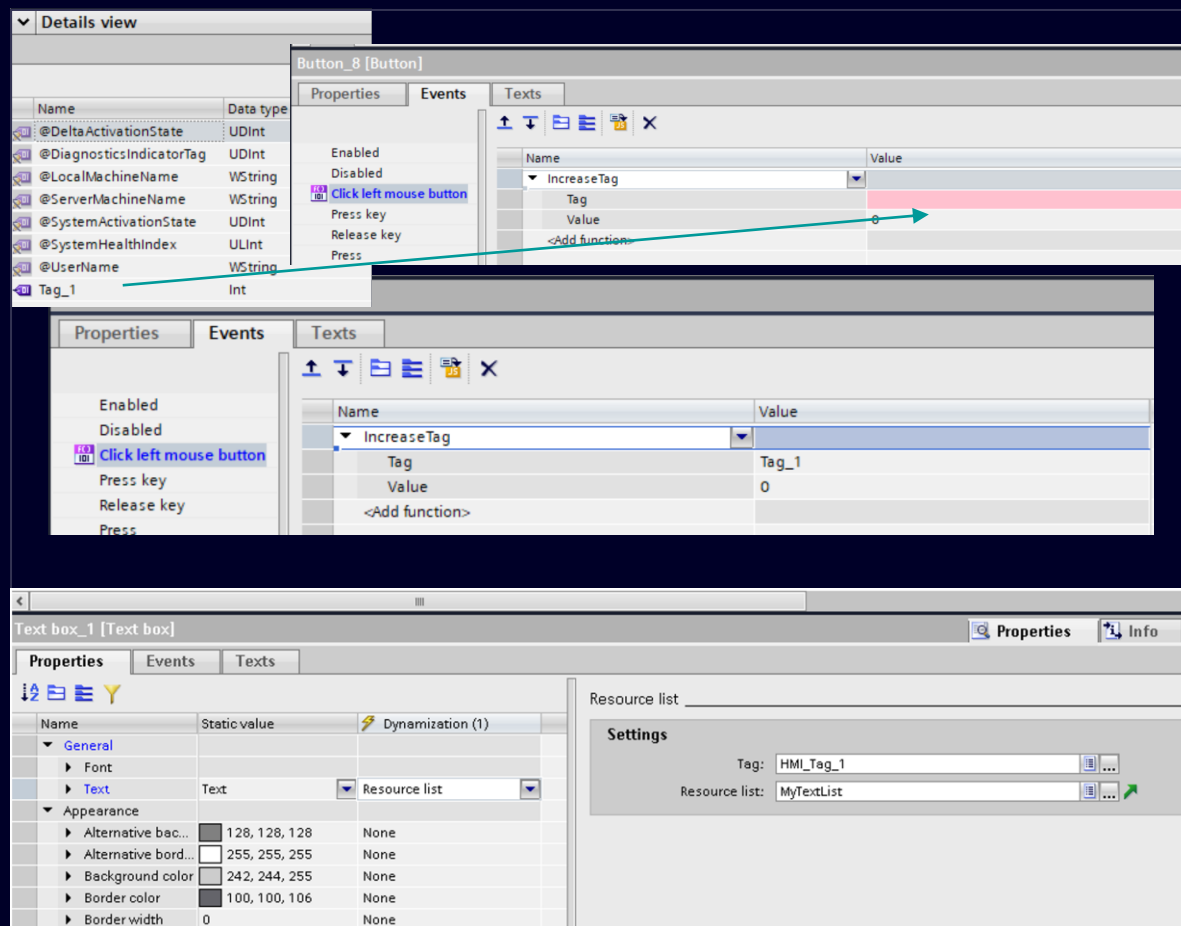 Details view
Name Data type
@DeltaActivationState UDInt
@DiagnosticsIndicatorTag UDInt
@LocalMachineName WString
@ServerMachineName WString
@SystemActivationState UDInt
@SystemHealthIndex ULInt
@UserName WString
Tag_1 Int
Button_8 [Button]
Properties Events Texts
Enabled
Disabled
Click left mouse button
Press key
Release key
Press
Name Value
IncreaseTag
Tag
Value 0
<Add function>
Properties Events Texts
Enabled
Disabled
Click left mouse button
Press key
Release key
Press
Name Value
IncreaseTag
Tag Tag_1
Value 0
<Add function>
Text box_1 [Text box]
Properties Info
Properties Events Texts
Name Static value Dynamization (1)
General
Font
Text Text Resource list
Appearance
Alternative bac... 128, 128, 128 None
Alternative bord... 255, 255, 255 None
Background color 242, 244, 255 None
Border color 100, 100, 106 None
Border width 0 None
Resource list
Settings
Tag: HMI_Tag_1 ...
Resource list: MyTextList ...